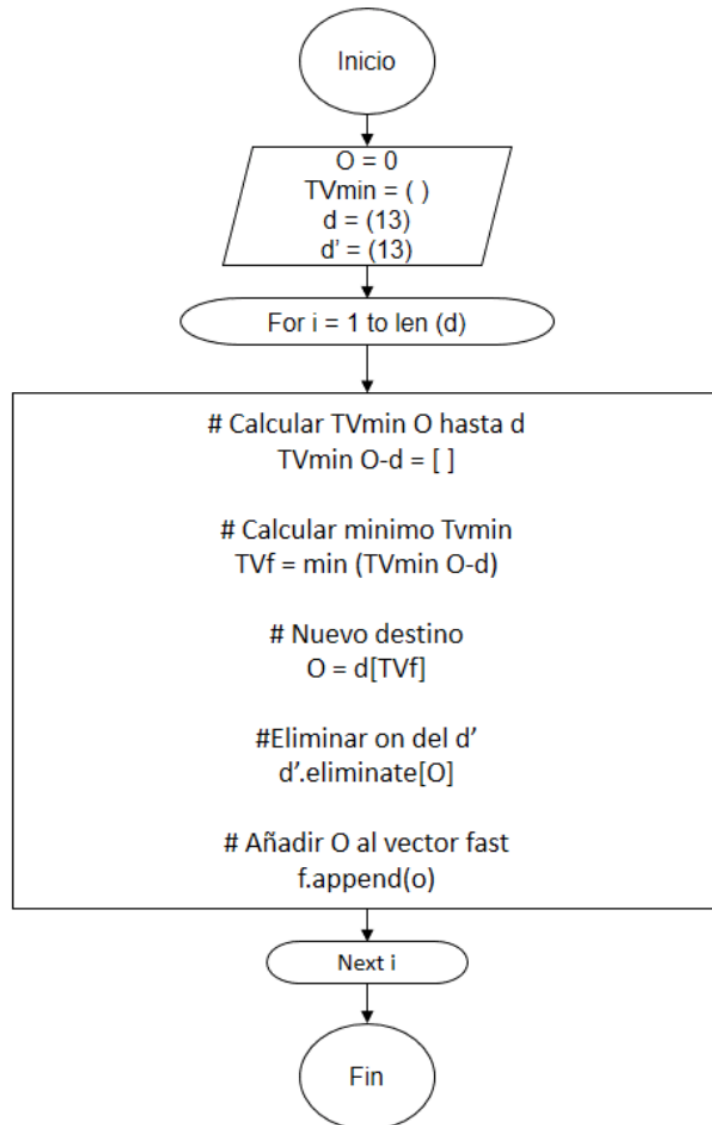 Inicio
O = 0
TVmin = ( )
d = (13)
d' = (13)
For i = 1 to len (d)
# Calcular TVmin O hasta d
TVmin O-d = [ ]
# Calcular minimo Tvmin
TVf = min (TVmin O-d)
# Nuevo destino
O = d[TVf]
#Eliminar on del d'
d'.eliminate[O]
# Añadir O al vector fast
f.append(o)
Next i
Fin